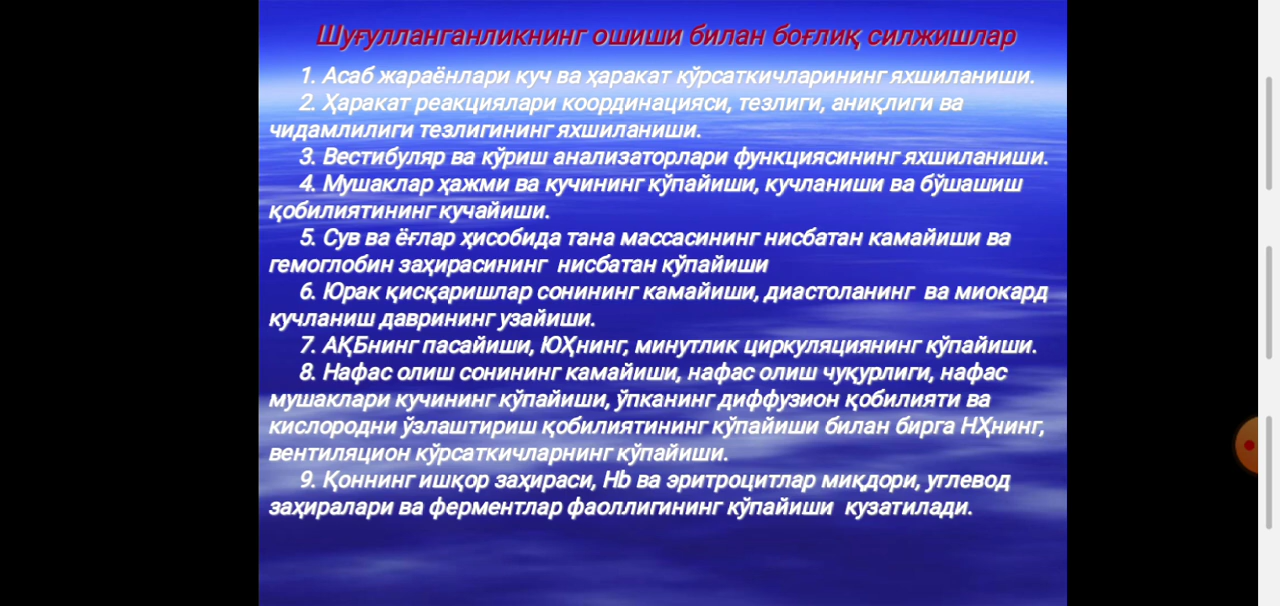 Шуғулланганликнинг ошиши билан боғлиқ силжишлар
1. Асаб жараёнлари куч ва ҳаракат кўрсаткичларининг яхшиланиши.
2. Ҳаракат реакциялари координацияси, тезлиги, аниқлиги ва
чидамлилиги тезлигининг яхшиланиши.
3. Вестибуляр ва кўриш анализаторлари функциясининг яхшиланиши.
4. Мушаклар ҳажми ва кучининг кўпайиши, кучланиши ва бўшашиш
қобилиятининг кучайиши.
5. Сув ва ёғлар ҳисобида тана массасининг нисбатан камайиши ва
гемоглобин заҳирасининг нисбатан кўпайиши
6. Юрак қисқаришлар сонининг камайиши, диастоланинг ва миокард
кучланиш даврининг узайиши.
7. АҚБнинг пасайиши, ЮҲнинг, минутлик циркуляциянинг кўпайиши.
8. Нафас олиш сонининг камайиши, нафас олиш чуқурлиги, нафас
мушаклари кучининг кўпайиши, ўпканинг диффузион қобилияти ва
кислородни ўзлаштириш қобилиятининг кўпайиши билан бирга НҲнинг,
вентиляцион кўрсаткичларнинг кўпайиши.
9. Қоннинг ишқор заҳираси, Hb ва эритроцитлар миқдори, углевод
заҳиралари ва ферментлар фаоллигининг кўпайиши кузатилади.